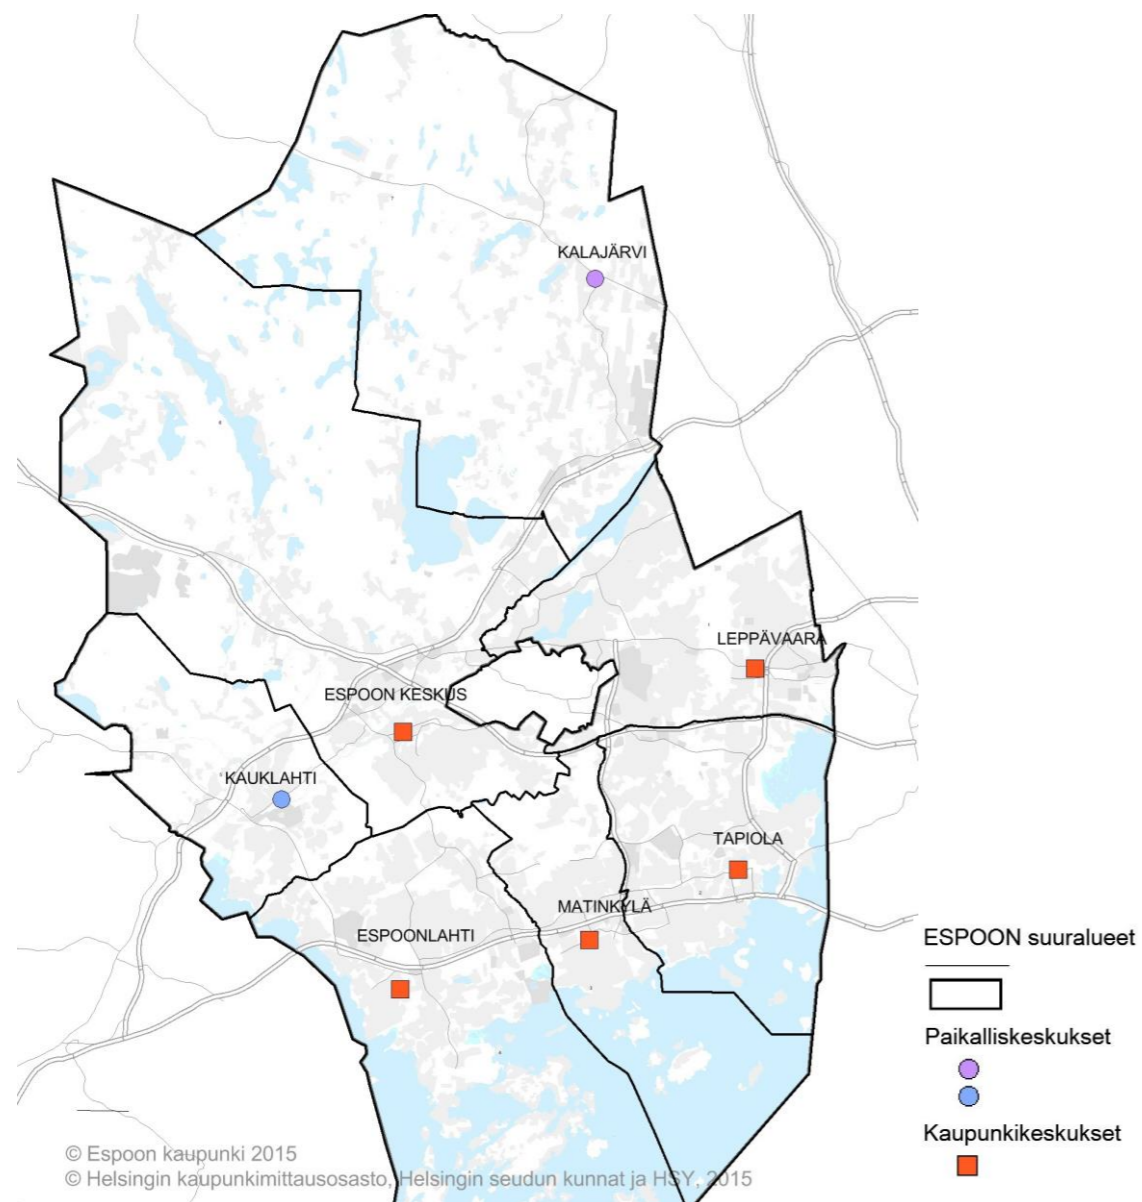 KALAJÄRVI
LEPPÄVAARA
ESPOON KESKUS
KAUKLAHTI
TAPIOLA
MATINKYLÄ
ESPOONLAHTI
ESPOON suuralueet
Paikalliskeskukset
Kaupunkikeskukset
© Espoon kaupunki 2015
© Helsingin kaupunkimittausosasto, Helsingin seudun kunnat ja HSY, 2015